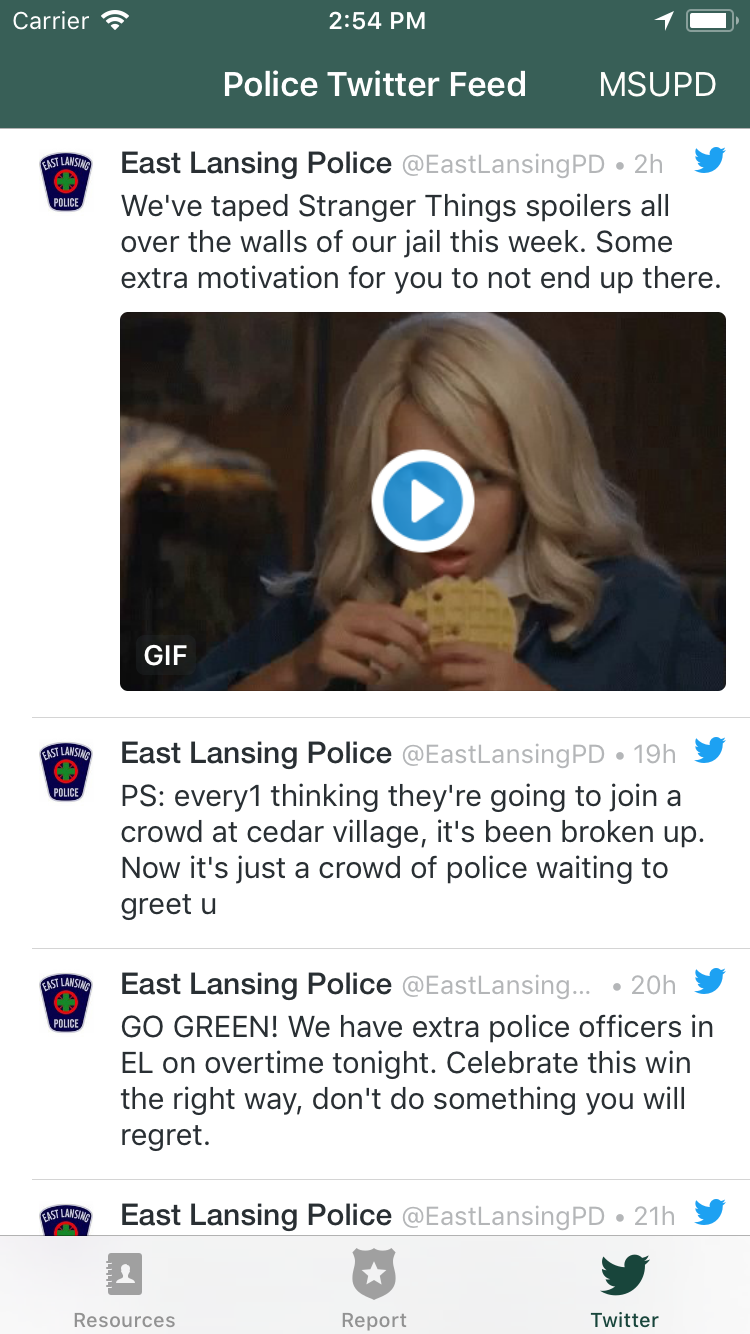 Carrier 2:54 PM
Police Twitter Feed MSUPD
EAST LANSING
POLICE
East Lansing Police @EastLansingPD • 2h
We've taped Stranger Things spoilers all
over the walls of our jail this week. Some
extra motivation for you to not end up there.
GIF
EAST LANSING
POLICE
East Lansing Police @EastLansingPD • 19h
PS: every1 thinking they're going to join a
crowd at cedar village, it's been broken up.
Now it's just a crowd of police waiting to
greet u
EAST LANSING
POLICE
East Lansing Police @EastLansing... • 20h
GO GREEN! We have extra police officers in
EL on overtime tonight. Celebrate this win
the right way, don't do something you will
regret.
EAST LANSING
East Lansing Police @EastLansingPD • 21h
Resources Report Twitter